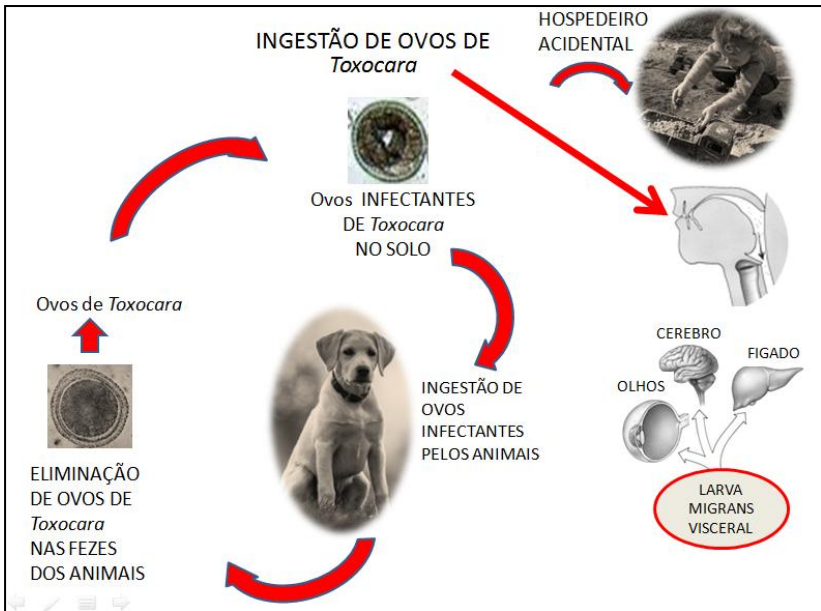 INGESTÃO DE OVOS DE
Toxocara
HOSPEDEIRO
ACIDENTAL
Ovos INFECTANTES
DE Toxocara
NO SOLO
Ovos de Toxocara
INGESTÃO DE
OVOS
INFECTANTES
PELOS ANIMAIS
ELIMINAÇÃO
DE OVOS DE
Toxocara
NAS FEZES
DOS ANIMAIS
CEREBRO
FIGADO
OLHOS
LARVA
MIGRANS
VISCERAL